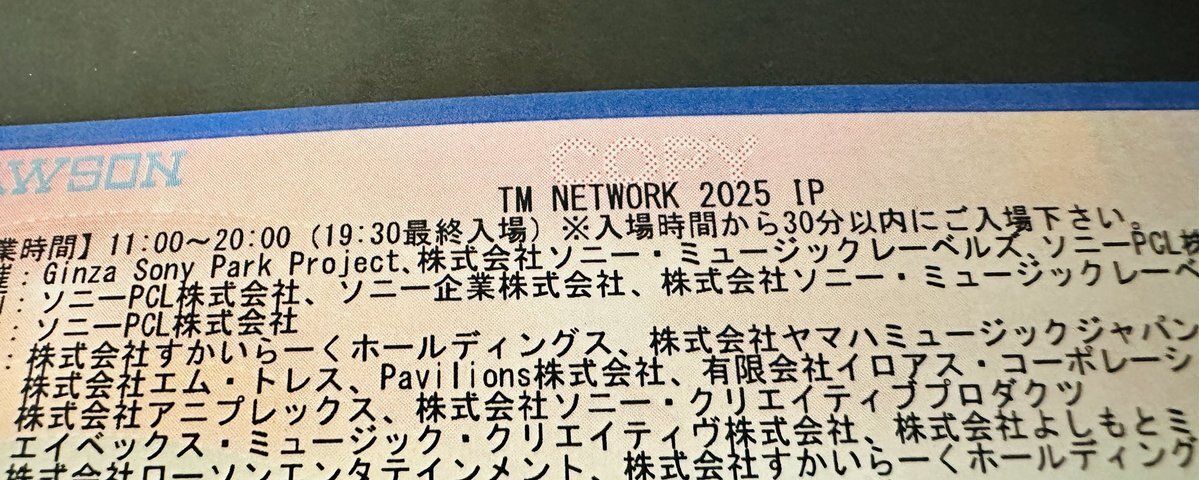 WSON
COPY
TM NETWORK 2025 IP
業時間】11:00～20:00 (19:30最終入場) ※入場時間から30分以内にご入場下さい。
催:Ginza Sony Park Project、株式会社ソニー・ミュージックレーベルズ、ソニーPCL株
:ソニーPCL株式会社、ソニー企業株式会社、株式会社ソニー・ミュージックレーベ
:ソニーPCL株式会社
:株式会社すかいらーくホールディングス、株式会社ヤマハミュージックジャパン
株式会社エム・トレス、Pavilions株式会社、有限会社イロアス・コーポレーシ
株式会社アニプレックス、株式会社ソニー・クリエイティブプロダクツ
エイベックス・ミュージック・クリエイティヴ株式会社、株式会社よしもとミ
株式会社ローソンエンタテインメント、株式会社すかいらーくホールディング